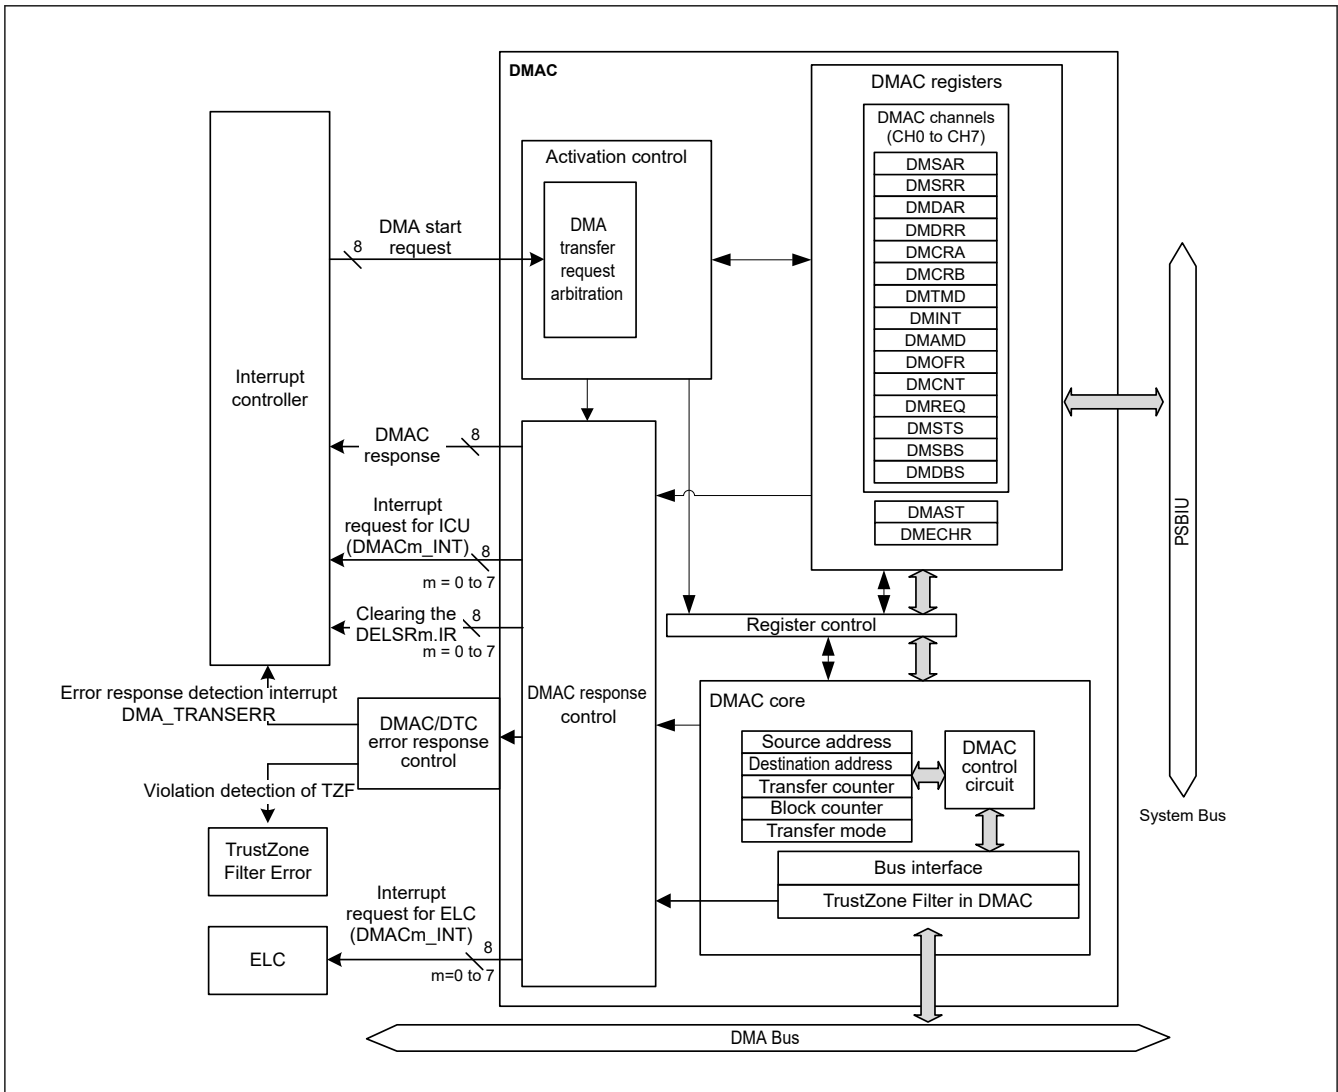 DMAC
DMAC registers
DMAC channels
(CH0 to CH7)
DMSAR
DMSRR
DMDAR
DMDRR
DMCRA
DMCRB
DMTMD
DMINT
DMAMD
DMOFR
DMCNT
DMREQ
DMSTS
DMSBS
DMDBS
DMAST
DMECHR
Activation control
DMA
transfer
request
arbitration
DMA start
request
8
Interrupt
controller
DMAC
response
8
Interrupt
request for ICU
(DMACm_INT)
8
m = 0 to 7
Clearing the
DELSRm.IR
8
m = 0 to 7
Error response detection interrupt
DMA_TRANSERR
DMAC/DTC
error response
control
Violation detection of TZF
TrustZone
Filter Error
Interrupt
request for ELC
(DMACm_INT)
8
m=0 to 7
ELC
DMAC response
control
Register control
DMAC core
Source address
Destination address
Transfer counter
Block counter
Transfer mode
DMAC
control
circuit
Bus interface
TrustZone Filter in DMAC
PSBIU
System Bus
DMA Bus